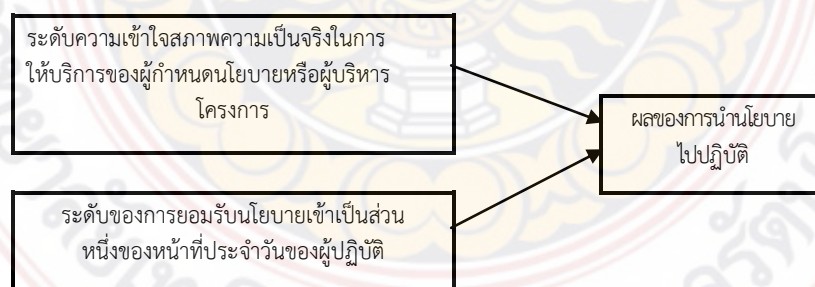 ระดับความเข้าใจสภาพความเป็นจริงในการ
ให้บริการของผู้กำหนดนโยบายหรือผู้บริหาร
โครงการ
ผลของการนำนโยบาย
ไปปฏิบัติ
ระดับของการยอมรับนโยบายเข้าเป็นส่วน
หนึ่งของหน้าที่ประจำวันของผู้ปฏิบัติ